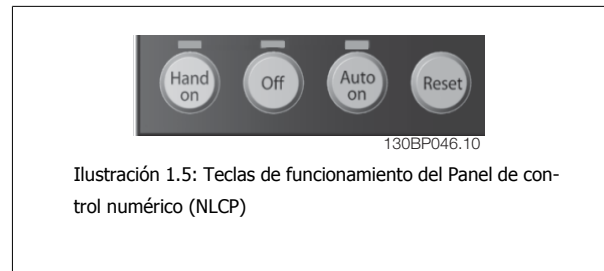 Hand
on
Off
Auto
on
Reset
130BP046.10
Ilustración 1.5: Teclas de funcionamiento del Panel de con-
trol numérico (NLCP)